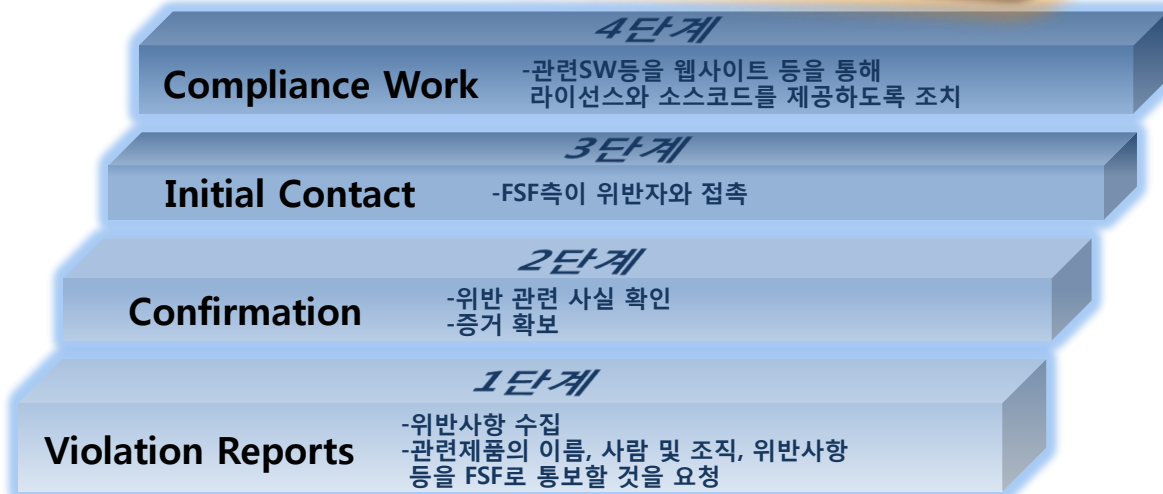 4단계
Compliance Work
-관련SW등을 웹사이트 등을 통해
라이선스와 소스코드를 제공하도록 조치
3단계
Initial Contact
-FSF측이 위반자와 접촉
2단계
Confirmation
-위반 관련 사실 확인
-증거 확보
1단계
Violation Reports
-위반사항 수집
-관련제품의 이름, 사람 및 조직, 위반사항
등을 FSF로 통보할 것을 요청